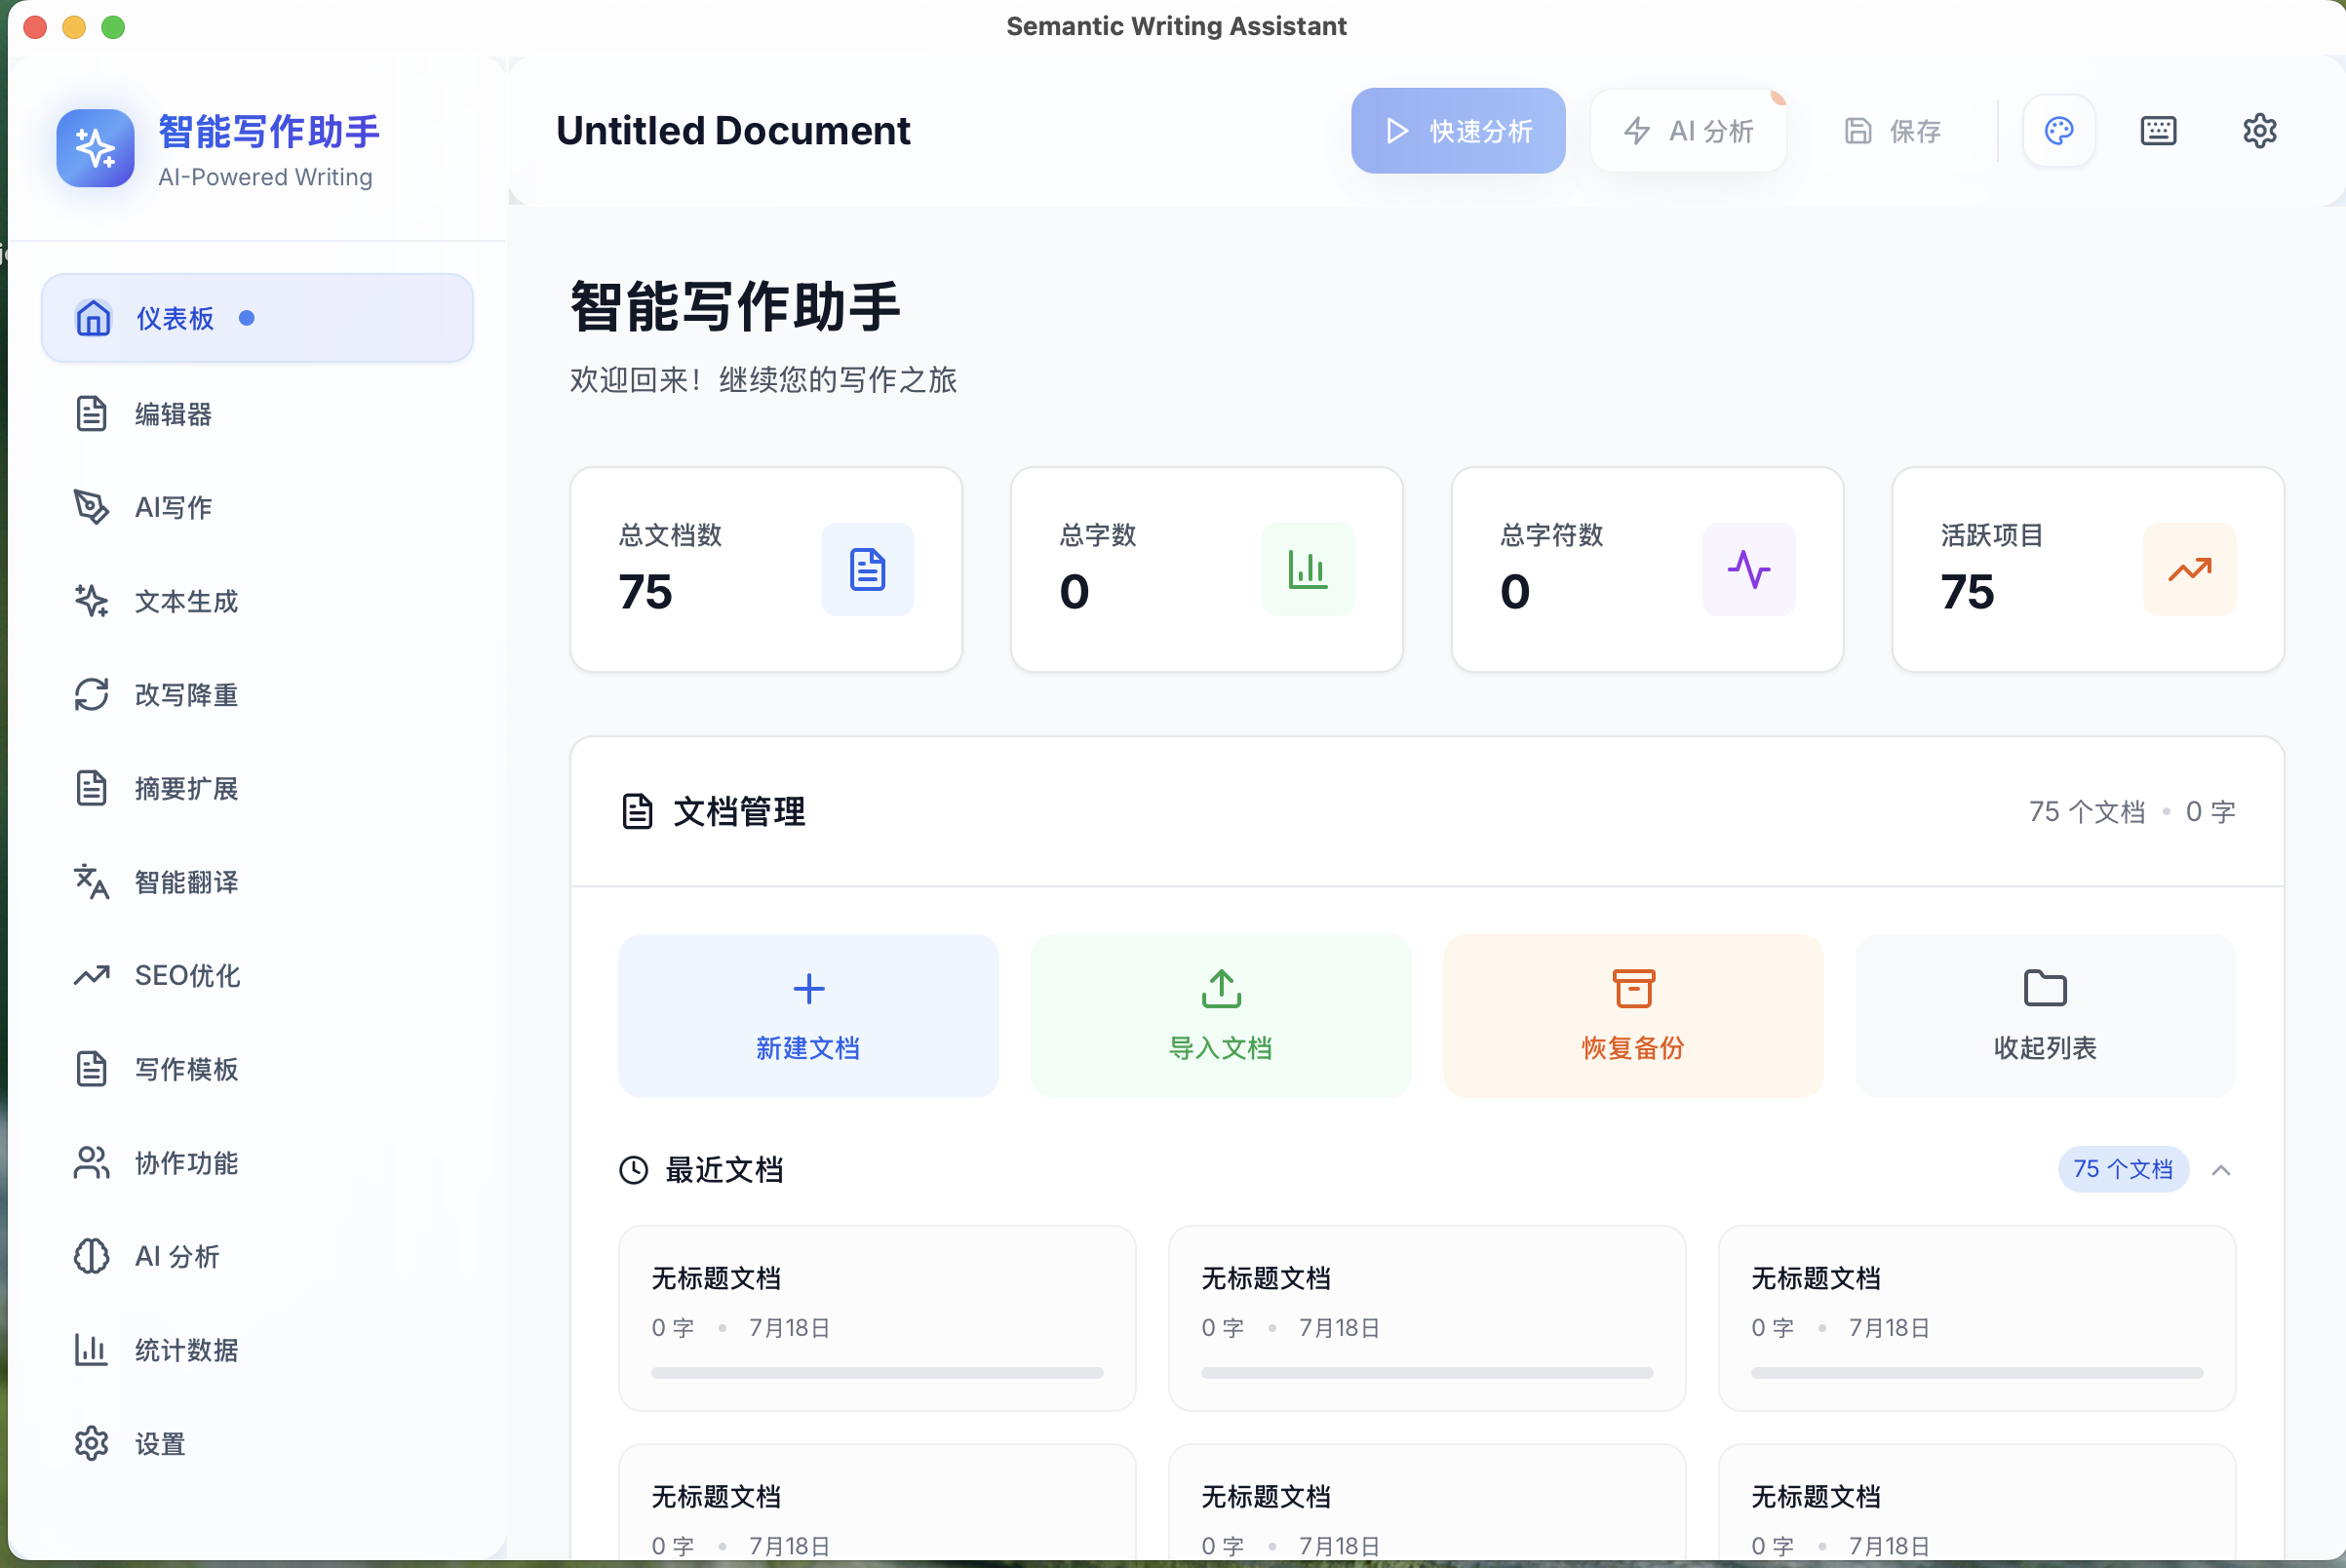 Semantic Writing Assistant
智能写作助手
AI-Powered Writing
仪表板
编辑器
AI写作
文本生成
改写降重
摘要扩展
智能翻译
SEO优化
写作模板
协作功能
AI 分析
统计数据
设置
Untitled Document
快速分析
AI 分析
保存
智能写作助手
欢迎回来！继续您的写作之旅
总文档数
75
总字数
0
总字符数
0
活跃项目
75
文档管理
75 个文档 • 0 字
新建文档
导入文档
恢复备份
收起列表
最近文档
75 个文档
无标题文档
0 字 • 7月18日
无标题文档
0 字 • 7月18日
无标题文档
0 字 • 7月18日
无标题文档
0 字 • 7月18日
无标题文档
0 字 • 7月18日
无标题文档
0 字 • 7月18日